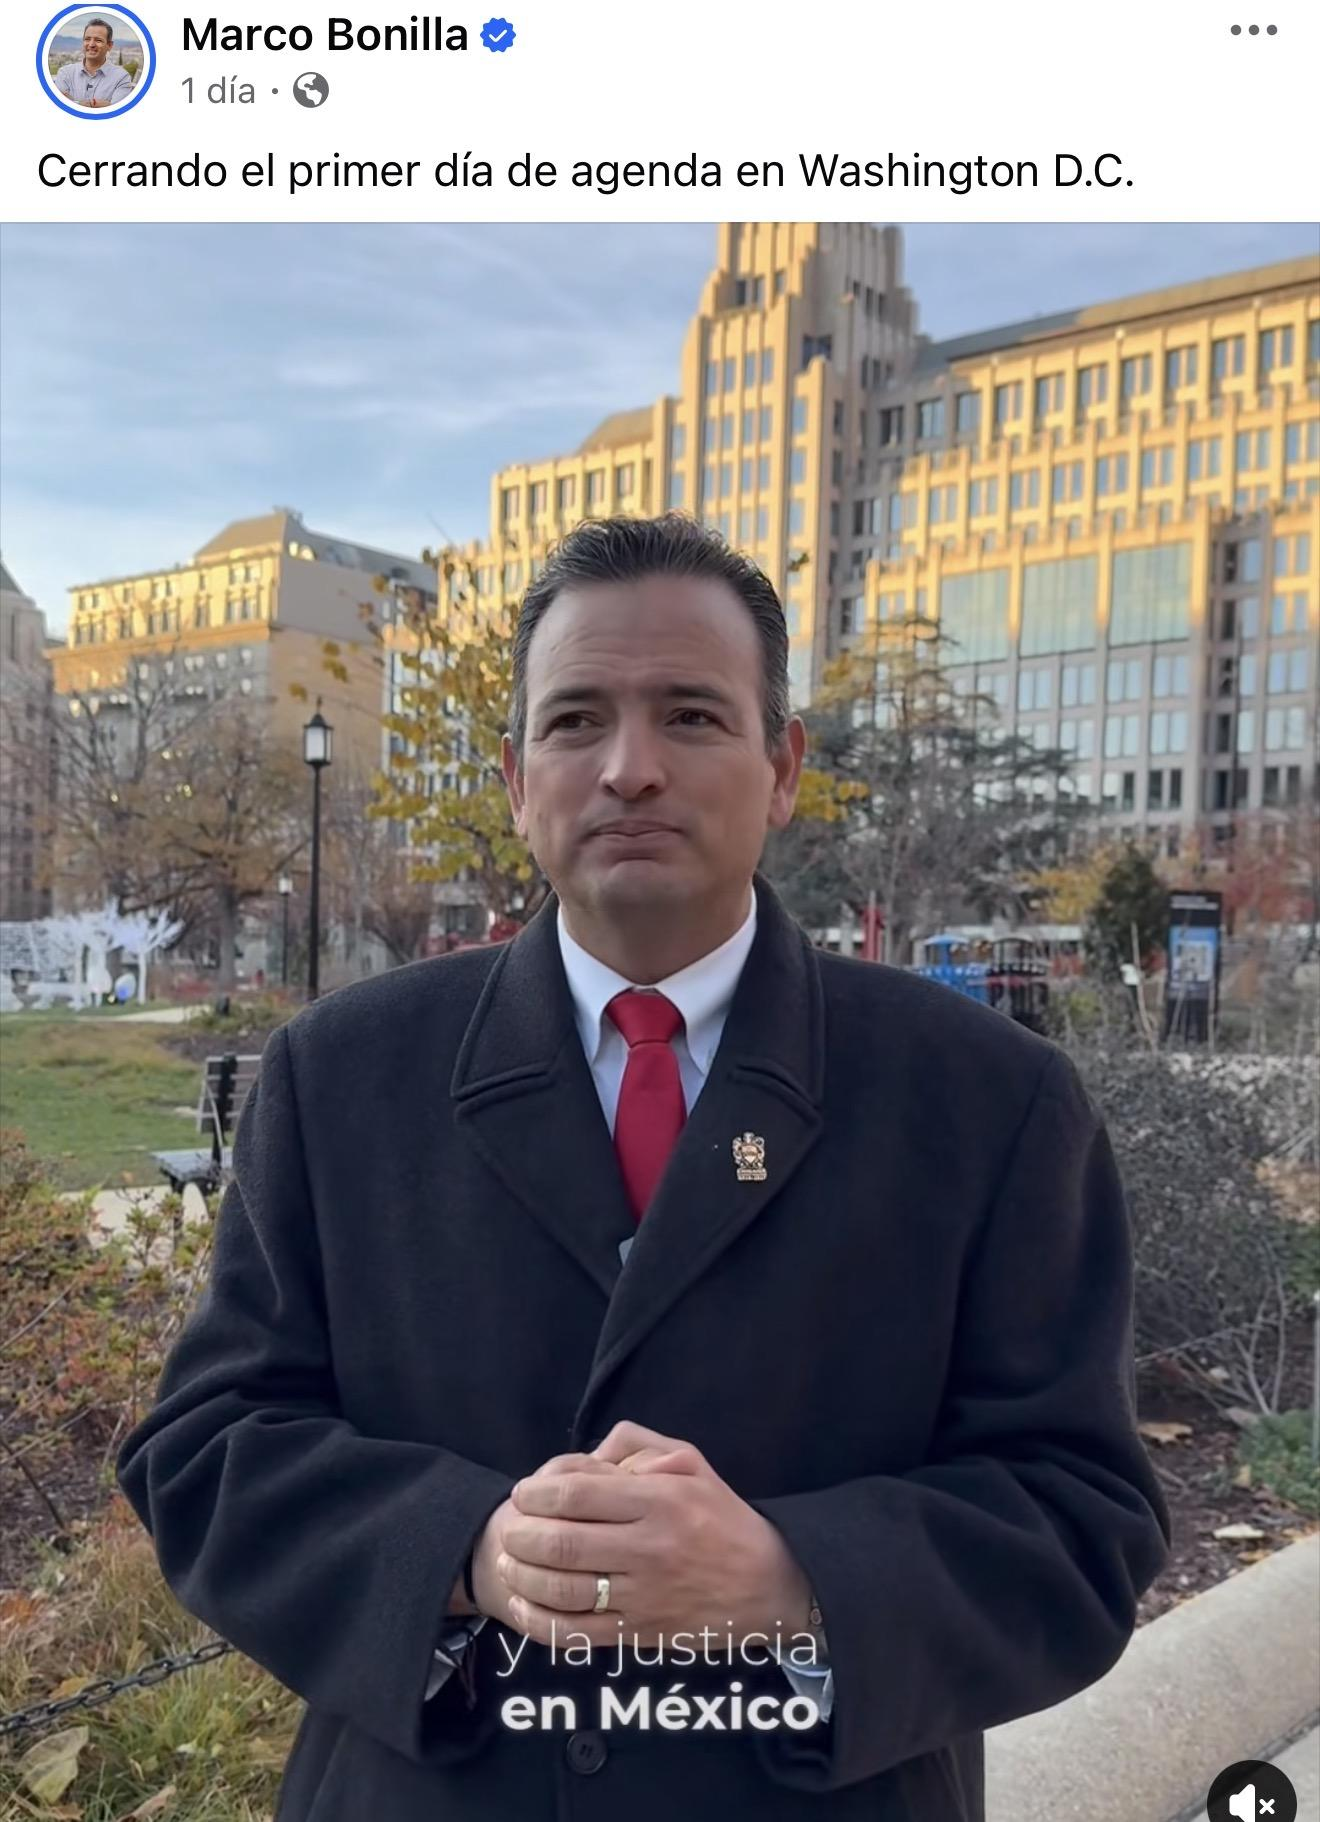 Marco Bonilla
1 día
Cerrando el primer día de agenda en Washington D.C.
y la justicia
en México